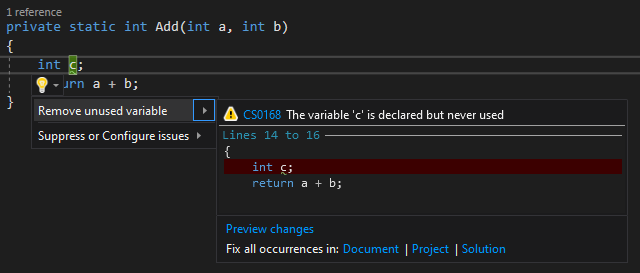 1 reference
private static int Add(int a, int b)
{
int c;
urn a + b;
}
Remove unused variable
Suppress or Configure issues
CS0168 The variable 'c' is declared but never used
Lines 14 to 16
{
int c;
return a + b;
Preview changes
Fix all occurrences in: Document | Project | Solution